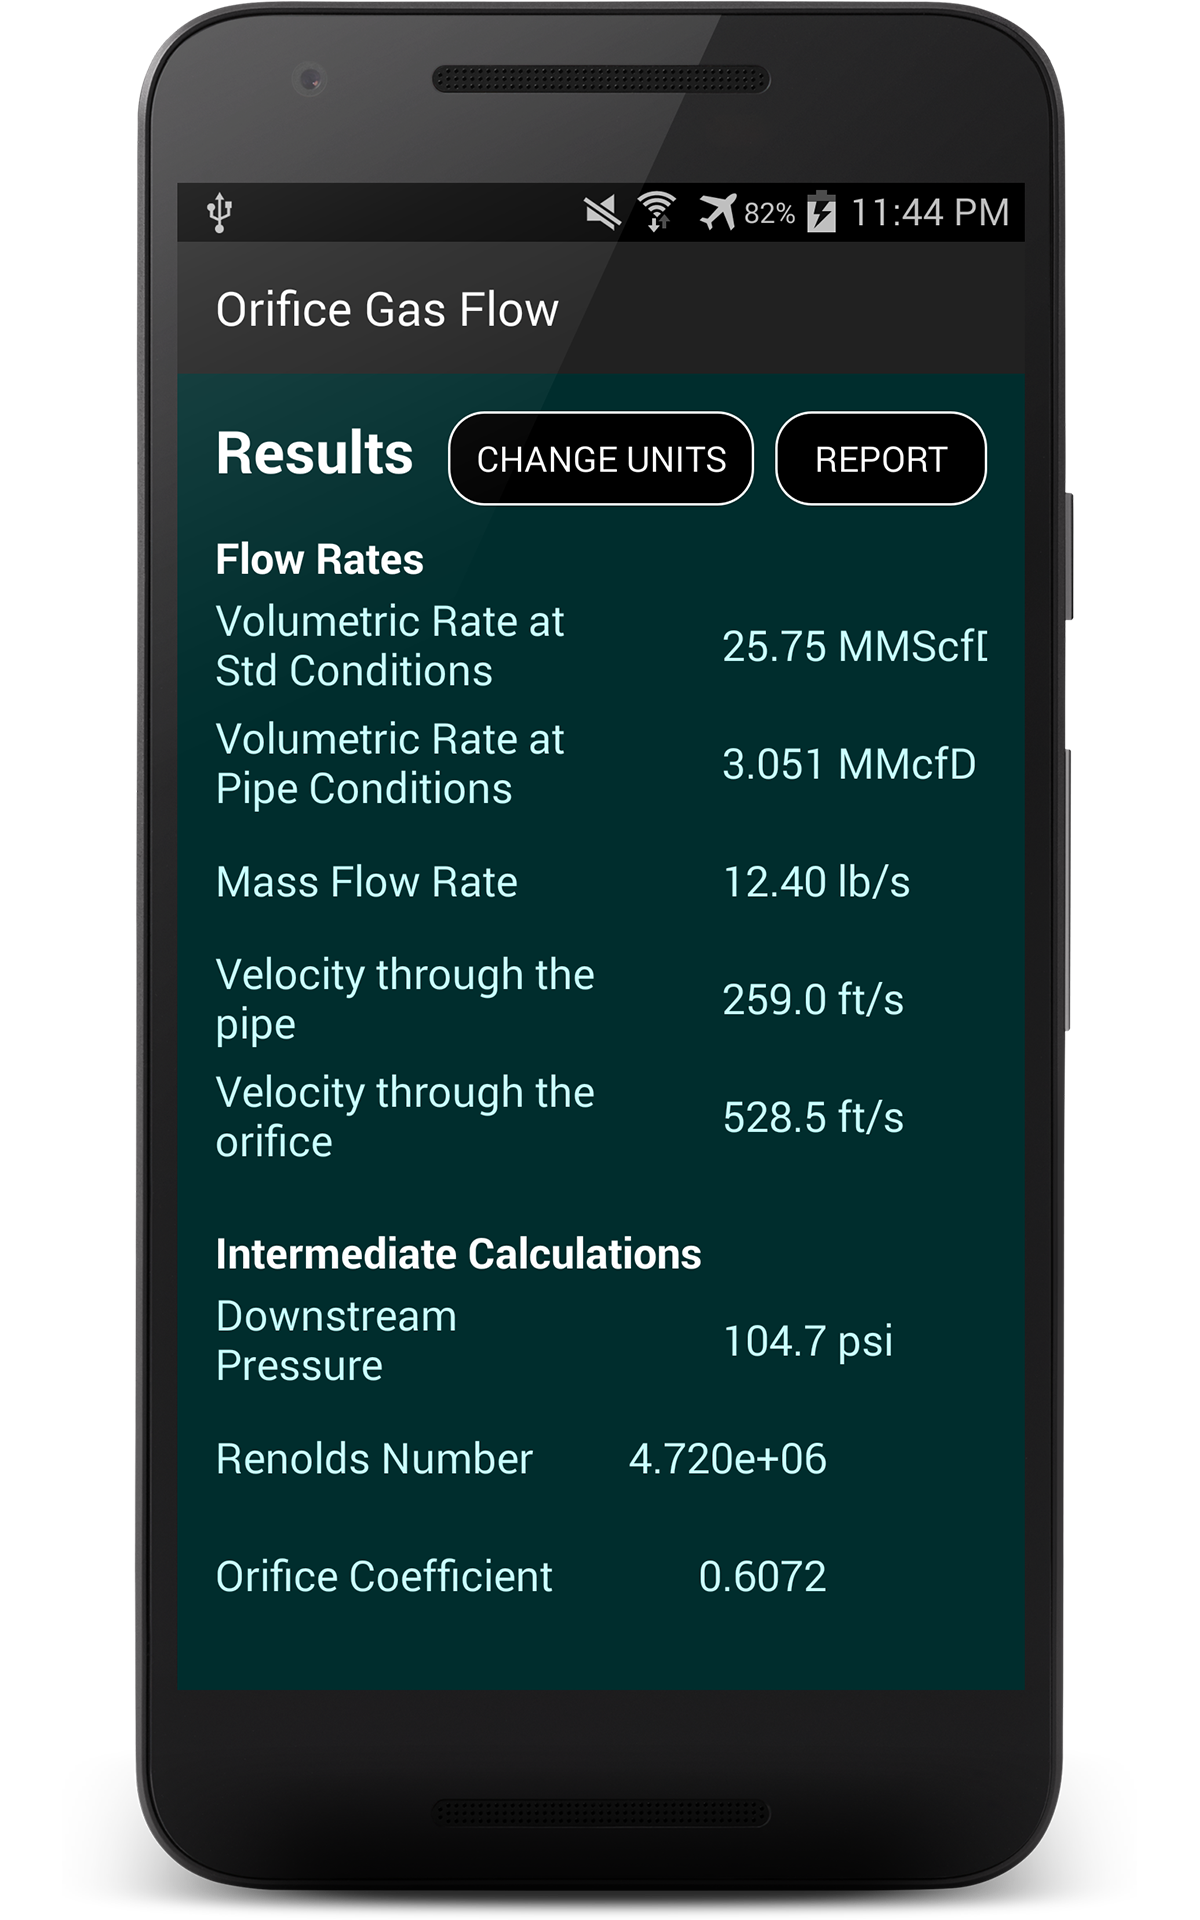 82% 11:44 PM
Orifice Gas Flow
Results CHANGE UNITS REPORT
Flow Rates
Volumetric Rate at
Std Conditions
25.75 MMScf
Volumetric Rate at
Pipe Conditions
3.051 MMcfD
Mass Flow Rate 12.40 lb/s
Velocity through the
pipe
259.0 ft/s
Velocity through the
orifice
528.5 ft/s
Intermediate Calculations
Downstream
Pressure
104.7 psi
Renolds Number 4.720e+06
Orifice Coefficient 0.6072